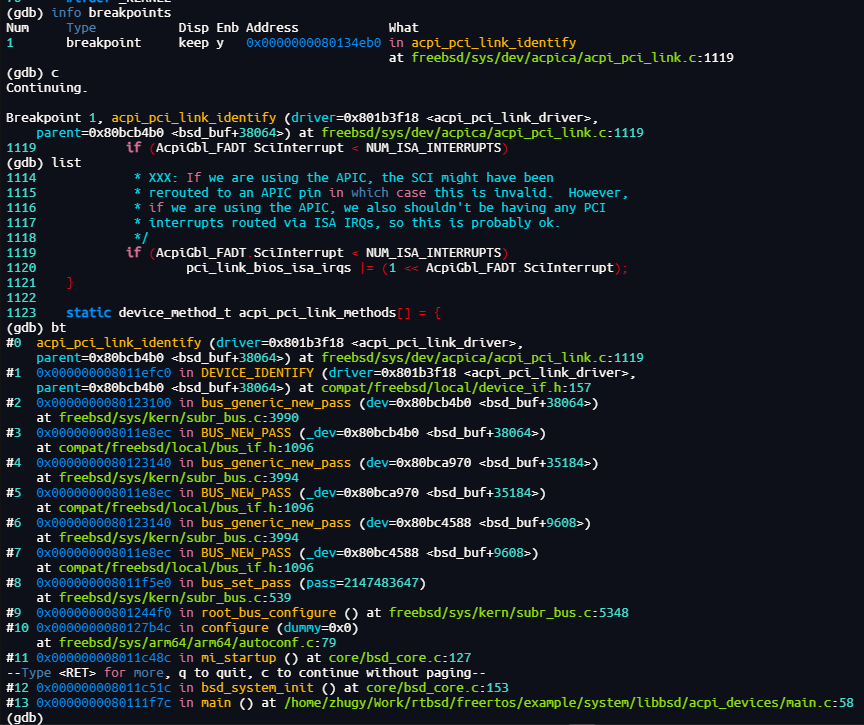 (gdb) info breakpoints
Num     Type           Disp Enb Address            What
1       breakpoint     keep y   0x0000000080134eb0 in acpi_pci_link_identify
                                                   at freebsd/sys/dev/acpica/acpi_pci_link.c:1119
(gdb) c
Continuing.

Breakpoint 1, acpi_pci_link_identify (driver=0x801b3f18 <acpi_pci_link_driver>,
    parent=0x80bcb4b0 <bsd_buf+38064>) at freebsd/sys/dev/acpica/acpi_pci_link.c:1119
1119            if (AcpiGbl_FADT.SciInterrupt < NUM_ISA_INTERRUPTS)
(gdb) list
1114             * XXX: If we are using the APIC, the SCI might have been
1115             * rerouted to an APIC pin in which case this is invalid.  However,
1116             * if we are using the APIC, we also shouldn't be having any PCI
1117             * interrupts routed via ISA IRQs, so this is probably ok.
1118             */
1119            if (AcpiGbl_FADT.SciInterrupt < NUM_ISA_INTERRUPTS)
1120                    pci_link_bios_isa_irqs |= (1 << AcpiGbl_FADT.SciInterrupt);
1121    }
1122
1123    static device_method_t acpi_pci_link_methods[] = {
(gdb) bt
#0  acpi_pci_link_identify (driver=0x801b3f18 <acpi_pci_link_driver>,
    parent=0x80bcb4b0 <bsd_buf+38064>) at freebsd/sys/dev/acpica/acpi_pci_link.c:1119
#1  0x000000008011efc0 in DEVICE_IDENTIFY (driver=0x801b3f18 <acpi_pci_link_driver>,
    parent=0x80bcb4b0 <bsd_buf+38064>) at compat/freebsd/local/device_if.h:157
#2  0x0000000080123100 in bus_generic_new_pass (dev=0x80bcb4b0 <bsd_buf+38064>)
    at freebsd/sys/kern/subr_bus.c:3990
#3  0x000000008011e8ec in BUS_NEW_PASS (_dev=0x80bcb4b0 <bsd_buf+38064>)
    at compat/freebsd/local/bus_if.h:1096
#4  0x0000000080123140 in bus_generic_new_pass (dev=0x80bca970 <bsd_buf+35184>)
    at freebsd/sys/kern/subr_bus.c:3994
#5  0x000000008011e8ec in BUS_NEW_PASS (_dev=0x80bca970 <bsd_buf+35184>)
    at compat/freebsd/local/bus_if.h:1096
#6  0x0000000080123140 in bus_generic_new_pass (dev=0x80bc4588 <bsd_buf+9608>)
    at freebsd/sys/kern/subr_bus.c:3994
#7  0x000000008011e8ec in BUS_NEW_PASS (_dev=0x80bc4588 <bsd_buf+9608>)
    at compat/freebsd/local/bus_if.h:1096
#8  0x000000008011f5e0 in bus_set_pass (pass=2147483647)
    at freebsd/sys/kern/subr_bus.c:539
#9  0x00000000801244f0 in root_bus_configure () at freebsd/sys/kern/subr_bus.c:5348
#10 0x0000000080127b4c in configure (dummy=0x0)
    at freebsd/sys/arm64/arm64/autoconf.c:79
#11 0x000000008011c48c in mi_startup () at core/bsd_core.c:127
--Type <RET> for more, q to quit, c to continue without paging--
#12 0x000000008011c51c in bsd_system_init () at core/bsd_core.c:153
#13 0x000000008011f7c in main () at /home/zhugy/Work/rtbsd/freertos/example/system/libbsd/acpi_devices/main.c:58
(gdb)